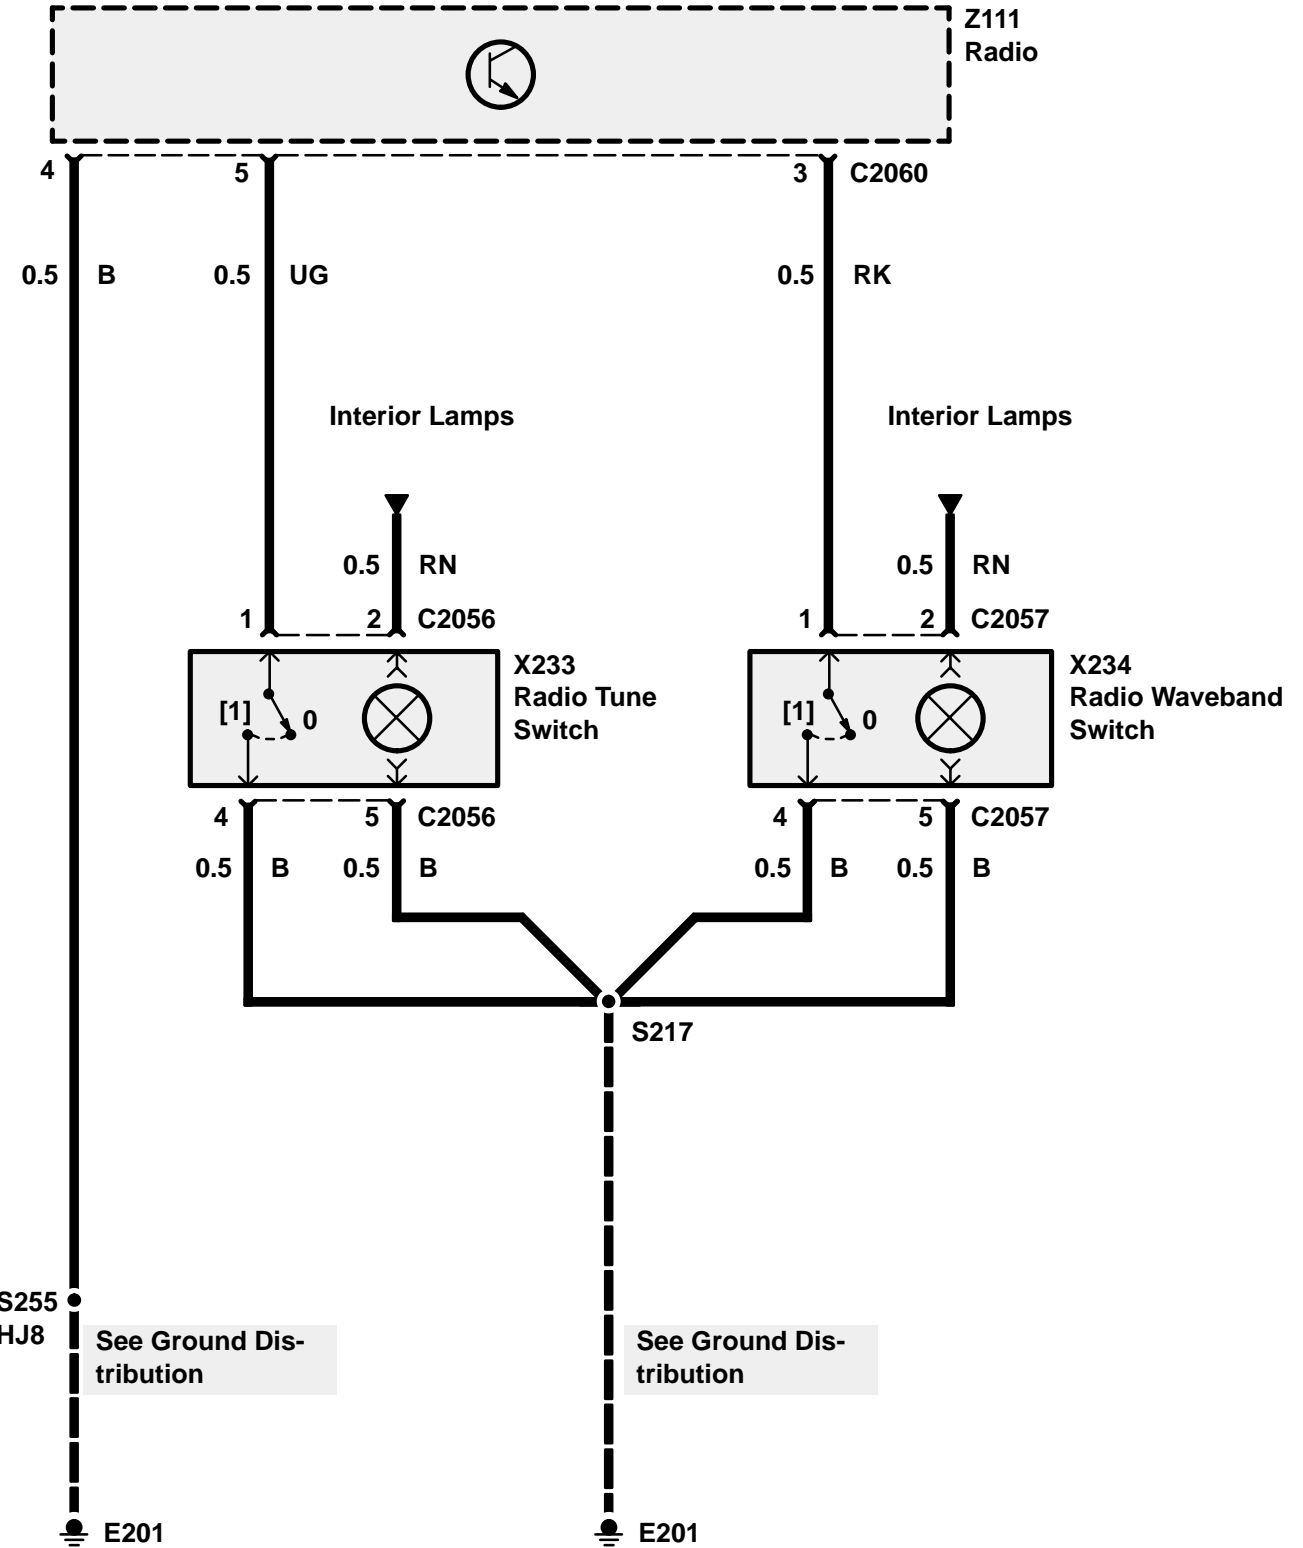 Z111
Radio
4
5
3
C2060
0.5
B
0.5
UG
0.5
RK
Interior Lamps
Interior Lamps
0.5
RN
0.5
RN
1
2
C2056
1
2
C2057
X233
Radio Tune
Switch
[1]
0
X234
Radio Waveband
Switch
[1]
0
4
5
C2056
4
5
C2057
0.5
B
0.5
B
0.5
B
0.5
B
S217
S255
HJ8
See Ground Dis-
tribution
See Ground Dis-
tribution
E201
E201